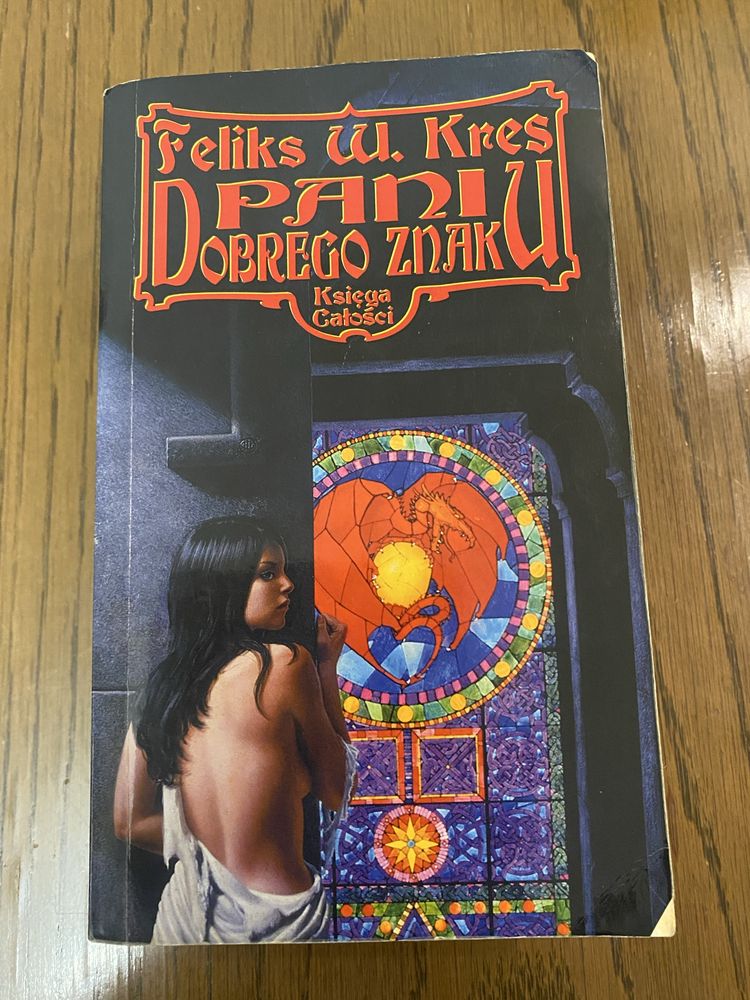 Feliks W. Kres
PANI
DOBREGO ZNAKU
Księga
Całości